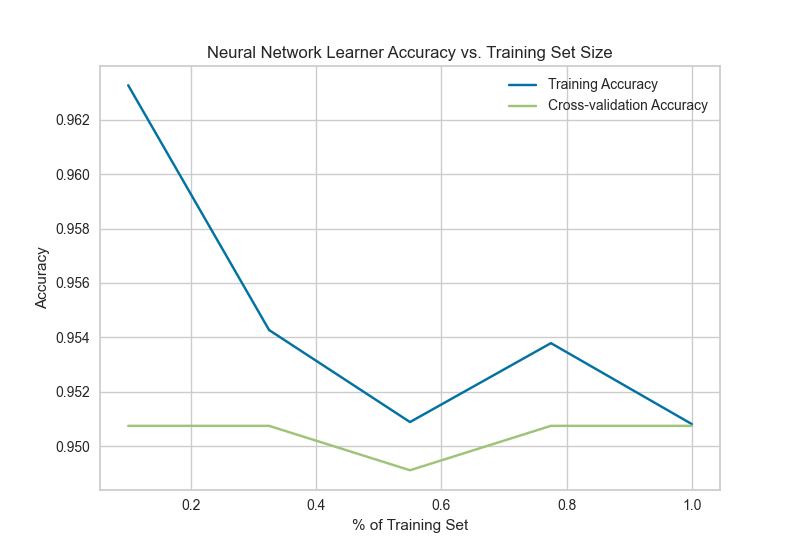 Neural Network Learner Accuracy vs. Training Set Size
Training Accuracy
Cross-validation Accuracy
0.962
0.960
0.958
0.956
0.954
0.952
0.950
Accuracy
0.2 0.4 0.6 0.8 1.0
% of Training Set